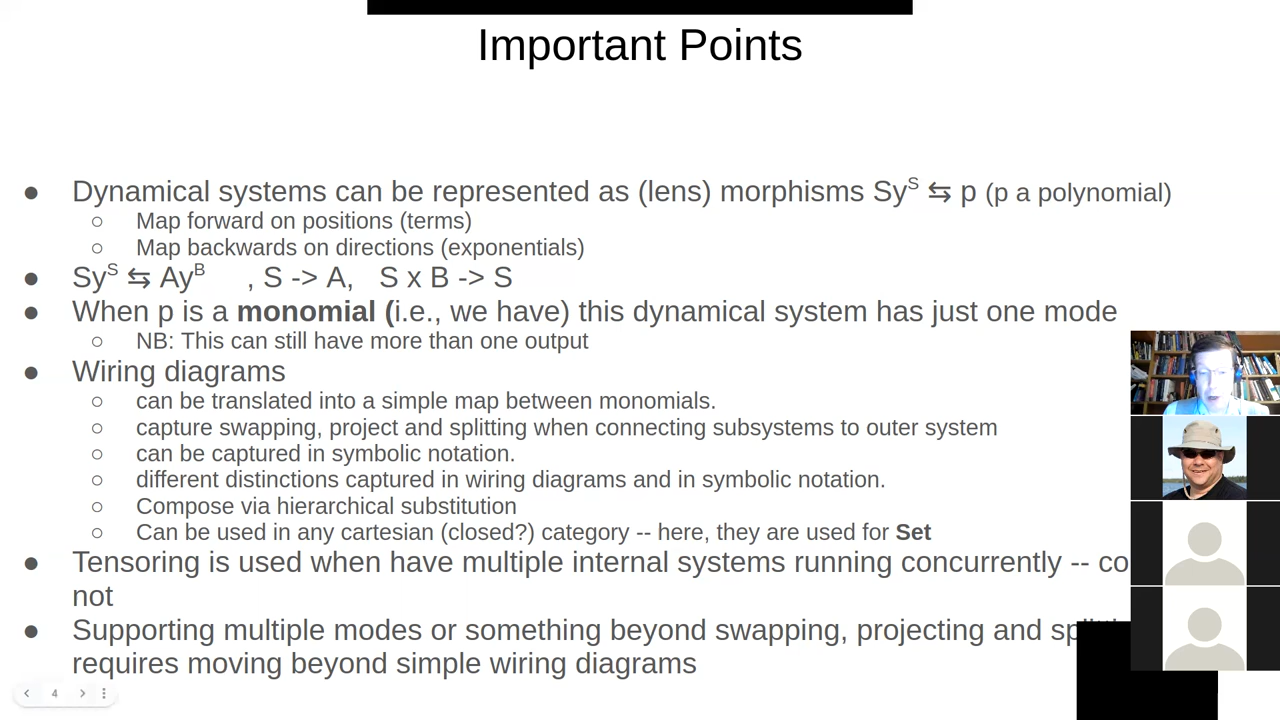 Important Points
● Dynamical systems can be represented as (lens) morphisms Sy^S ⇆ p (p a polynomial)
○ Map forward on positions (terms)
○ Map backwards on directions (exponentials)
● Sy^S ⇆ Ay^B , S -> A, S x B -> S
● When p is a monomial (i.e., we have) this dynamical system has just one mode
○ NB: This can still have more than one output
● Wiring diagrams
○ can be translated into a simple map between monomials.
○ capture swapping, project and splitting when connecting subsystems to outer system
○ can be captured in symbolic notation.
○ different distinctions captured in wiring diagrams and in symbolic notation.
○ Compose via hierarchical substitution
○ Can be used in any cartesian (closed?) category -- here, they are used for Set
● Tensoring is used when have multiple internal systems running concurrently --
not
● Supporting multiple modes or something beyond swapping, projecting and
requires moving beyond simple wiring diagrams
4